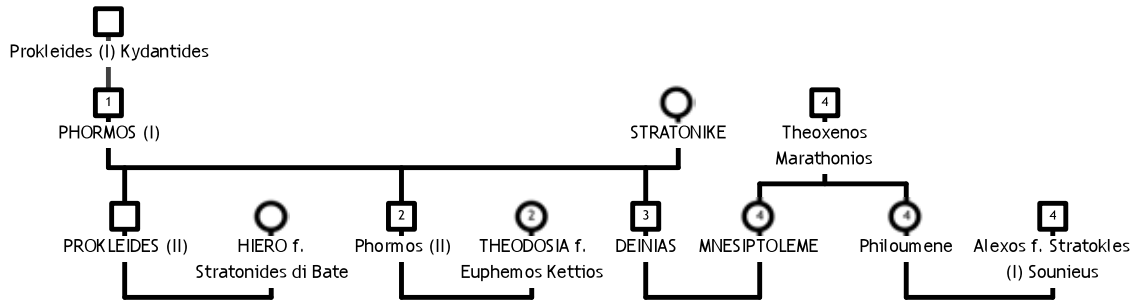 Prokleides (I) Kydantides
1
4
PHORMOS (I)
STRATONIKE
Theoxenos
Marathonios
2
2
3
4
4
4
PROKLEIDES (II)
HIERO f.
Stratonides di Bate
Phormos (II)
THEODOSIA f.
Euphemos Kettios
DEINIAS
MNESIPTOLEME
Philoumene
Alexos f. Stratokles
(I) Sounieus